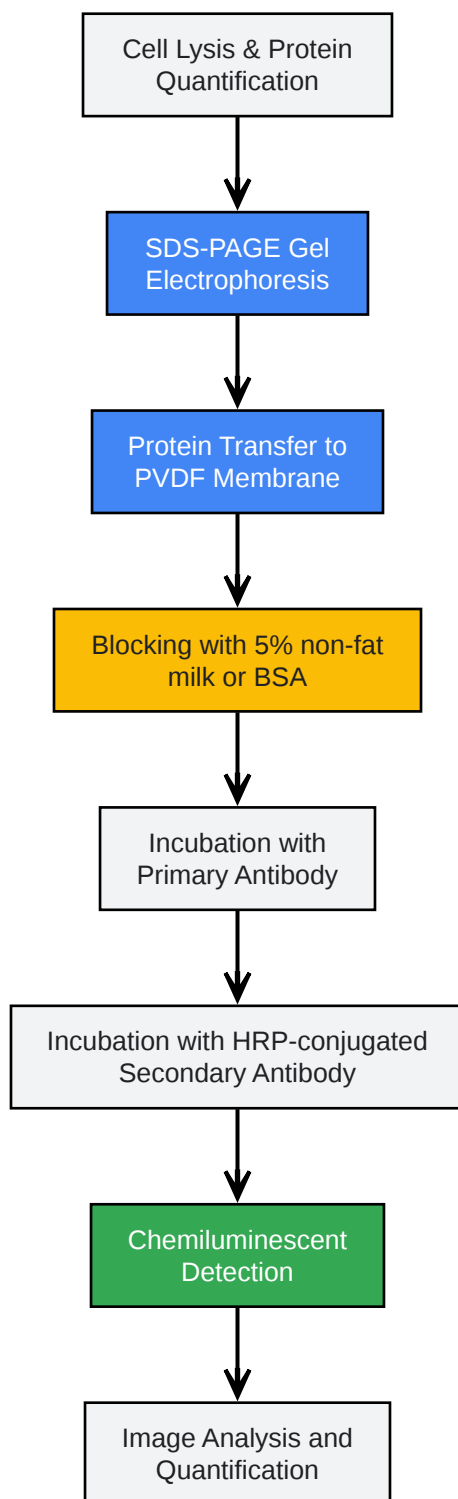 Cell Lysis & Protein
Quantification
SDS-PAGE Gel
Electrophoresis
Protein Transfer to
PVDF Membrane
Blocking with 5% non-fat
milk or BSA
Incubation with
Primary Antibody
Incubation with HRP-conjugated
Secondary Antibody
Chemiluminescent
Detection
Image Analysis and
Quantification